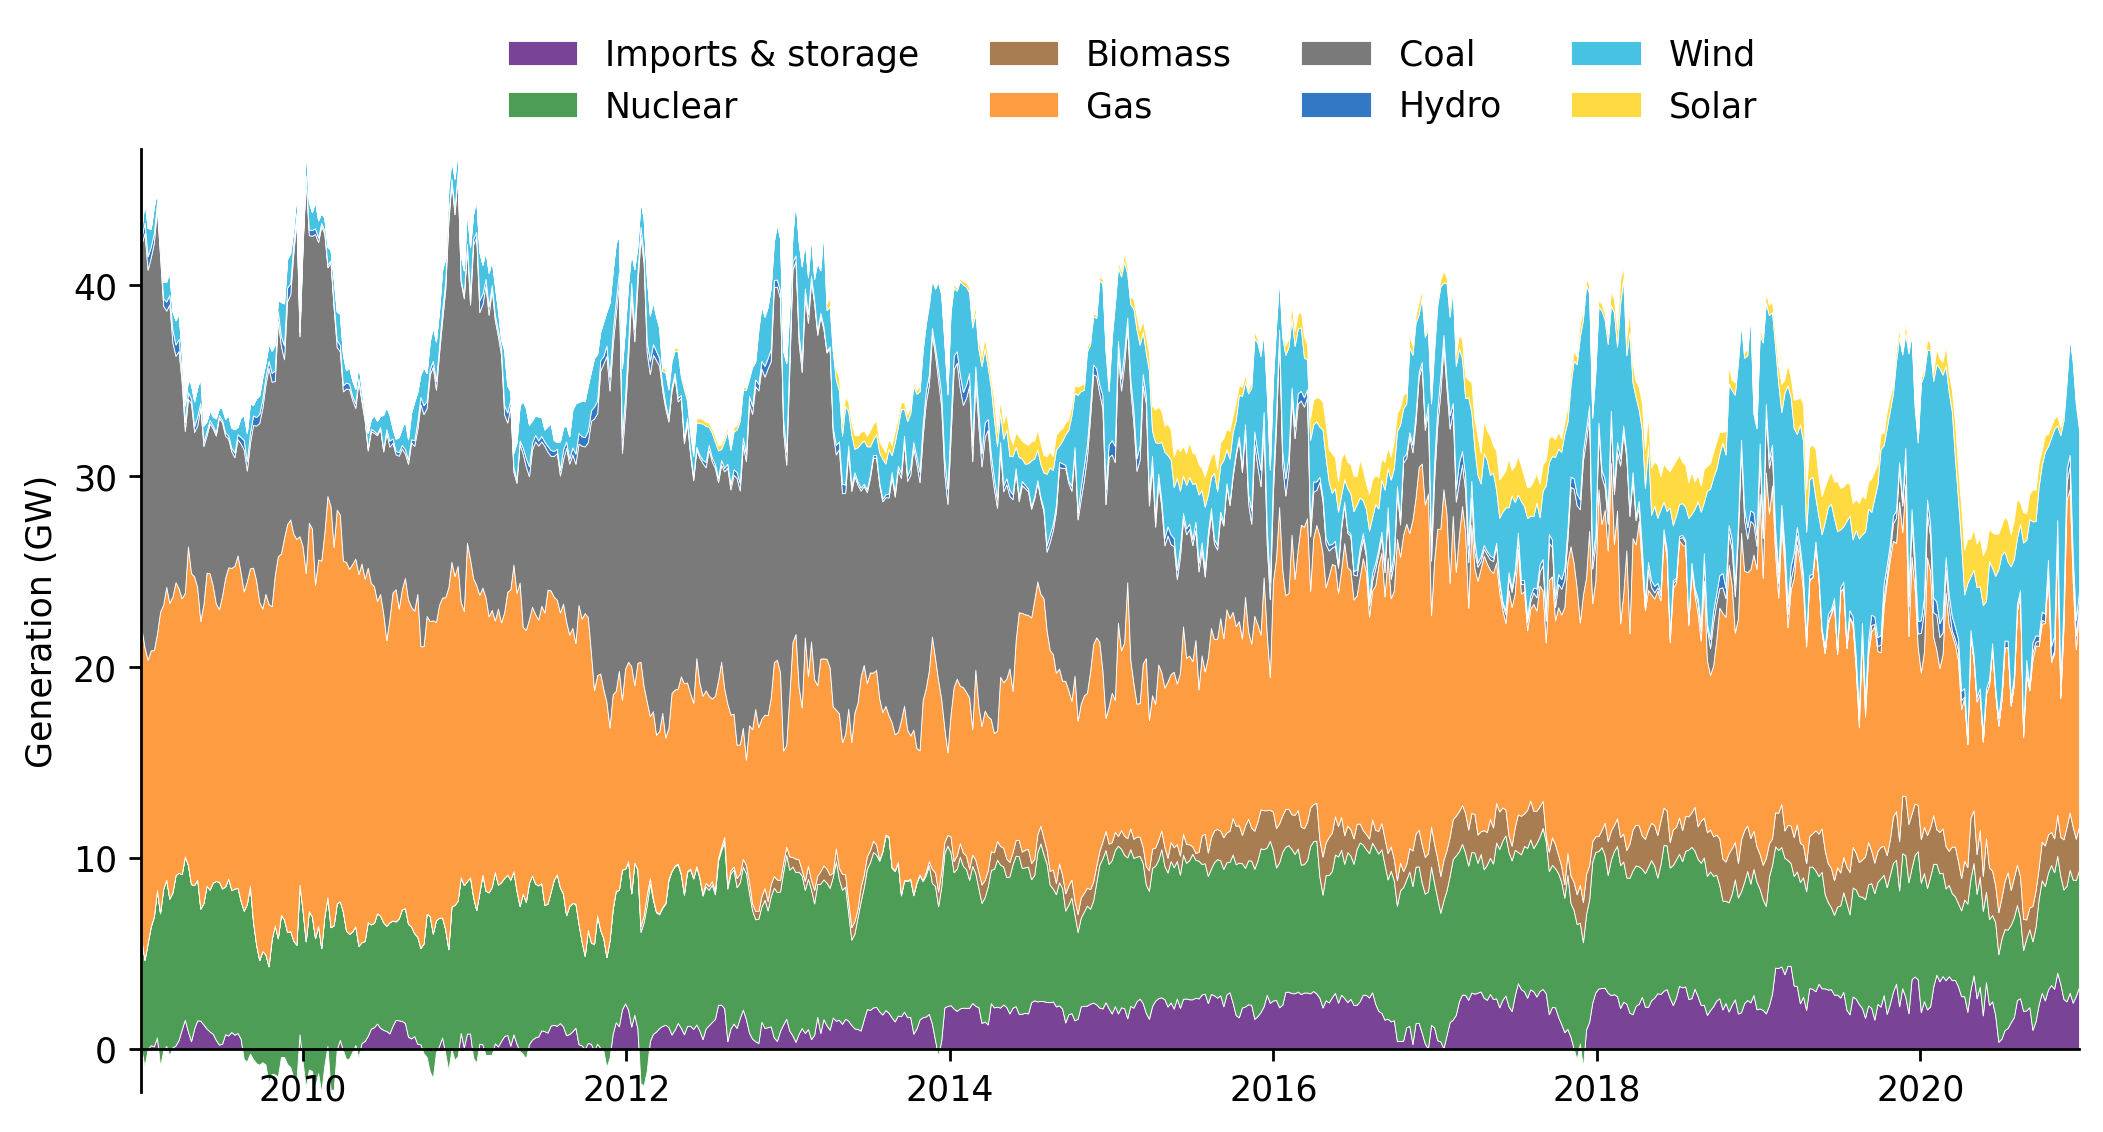 Imports & storage Biomass Coal Wind
Nuclear Gas Hydro Solar
Generation (GW)
40
30
20
10
0
2010 2012 2014 2016 2018 2020